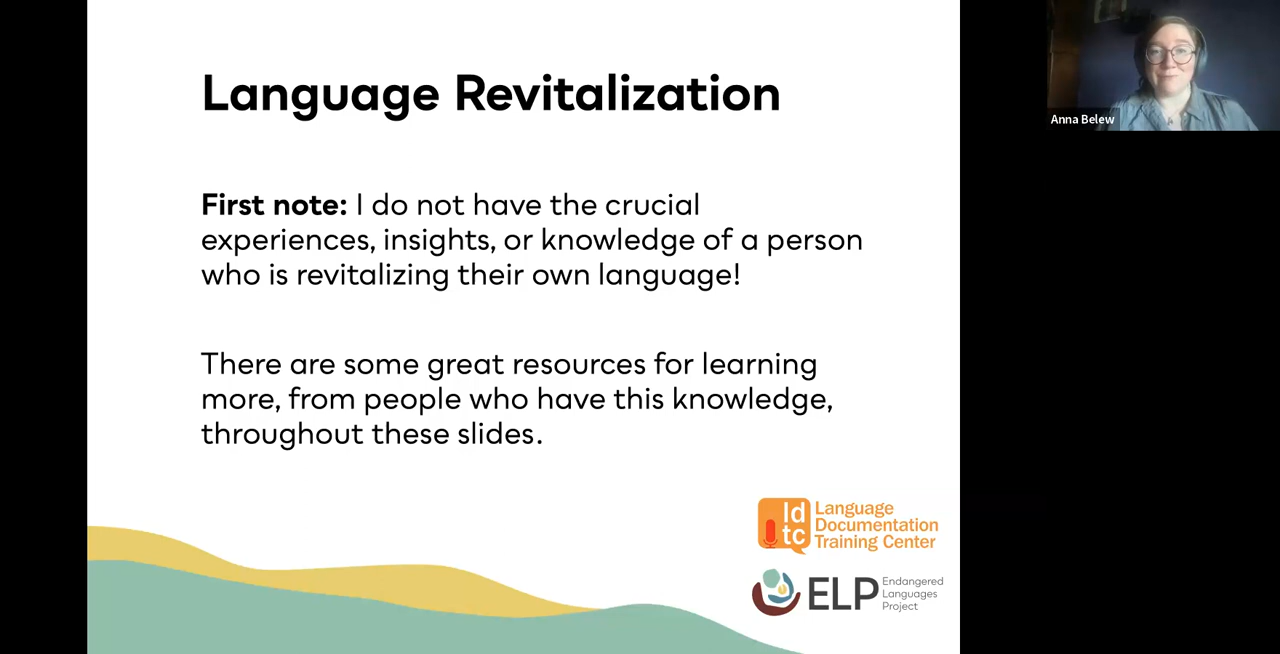 Language Revitalization
First note: I do not have the crucial
experiences, insights, or knowledge of a person
who is revitalizing their own language!
There are some great resources for learning
more, from people who have this knowledge,
throughout these slides.
ld
tc
Language
Documentation
Training Center
ELP
Endangered
Languages
Project
Anna Belew